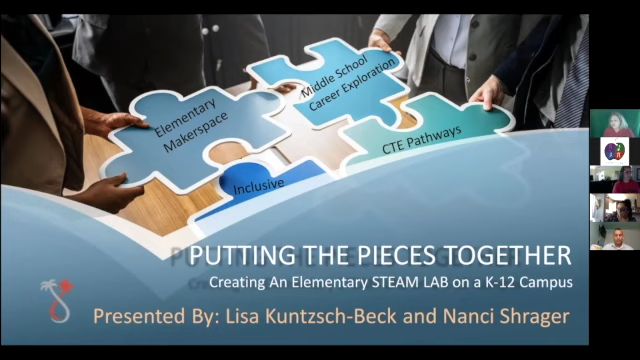 Elementary
Makerspace
Middle School
Career Exploration
CTE Pathways
Inclusive
PUTTING THE PIECES TOGETHER
Creating An Elementary STEAM LAB on a K-12 Campus
Presented By: Lisa Kuntzsch-Beck and Nanci Shrager